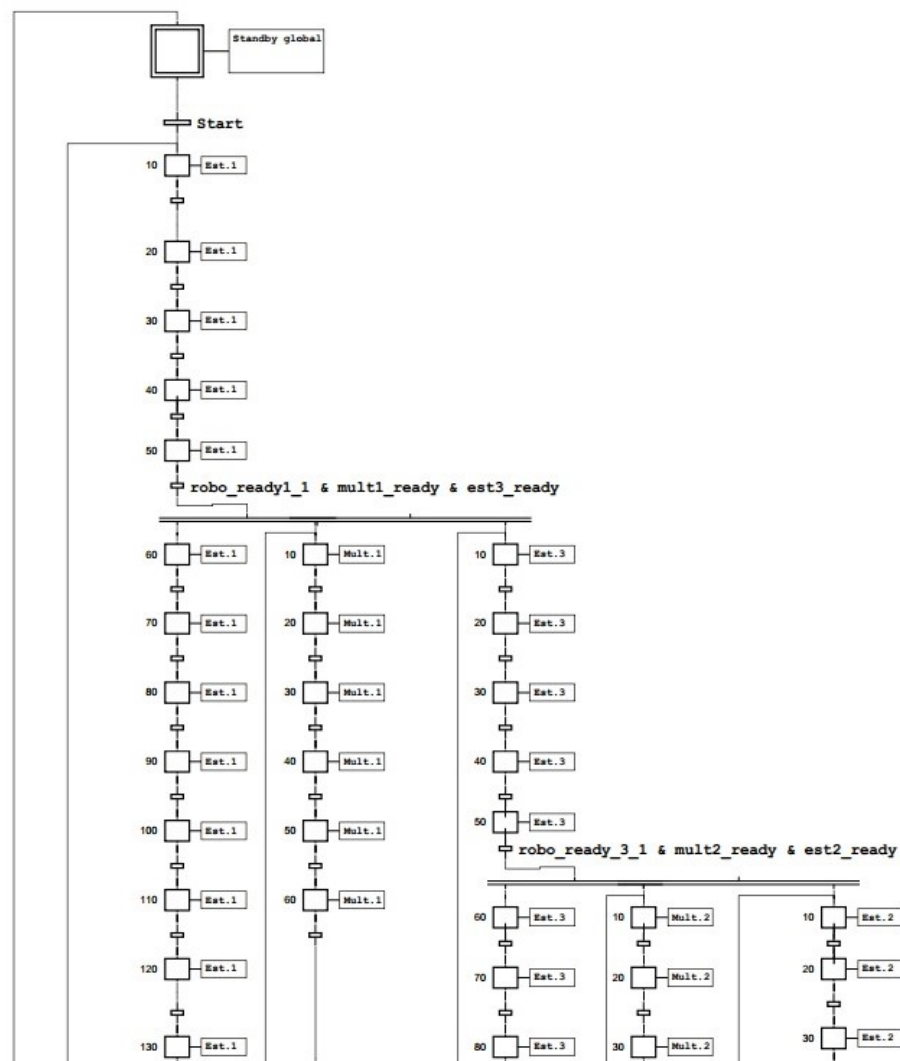 Standby global
Start
10 Est.1
20 Est.1
30 Est.1
40 Est.1
50 Est.1
robo_ready1_1 & mult1_ready & est3_ready
60 Est.1 10 Mult.1 10 Est.3
70 Est.1 20 Mult.1 20 Est.3
80 Est.1 30 Mult.1 30 Est.3
90 Est.1 40 Mult.1 40 Est.3
100 Est.1 50 Mult.1 50 Est.3
robo_ready_3_1 & mult2_ready & est2_ready
110 Est.1 60 Mult.1 60 Est.3 10 Mult.2 10 Est.2
120 Est.1 70 Est.3 20 Mult.2 20 Est.2
130 Est.1 80 Est.3 30 Mult.2 30 Est.2